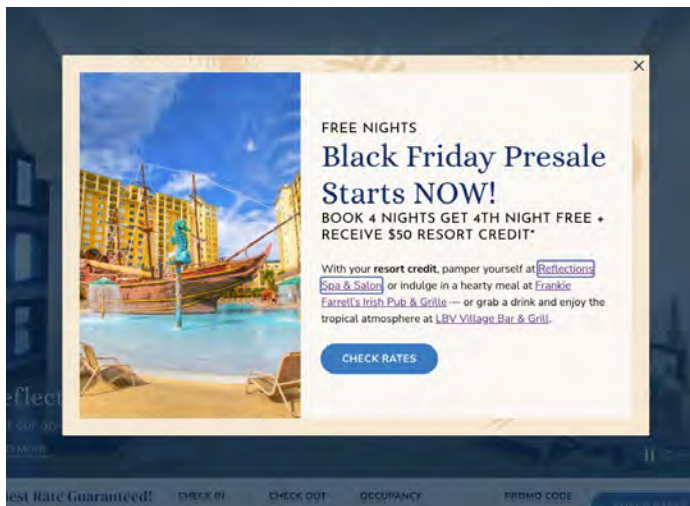 FREE NIGHTS
Black Friday Presale
Starts NOW!
BOOK 4 NIGHTS GET 4TH NIGHT FREE +
RECEIVE $50 RESORT CREDIT*
With your resort credit, pamper yourself at Reflections
Spa & Salon or indulge in a hearty meal at Frankie
Farrell's Irish Pub & Grille — or grab a drink and enjoy the
tropical atmosphere at LBV Village Bar & Grill.
CHECK RATES
Rate Guaranteed! CHECK IN CHECK OUT OCCUPANCY PROMO CODE